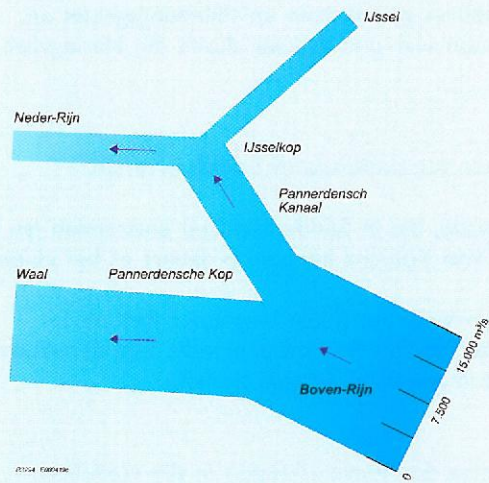 IJssel
Neder-Rijn
IJsselkop
Pannerdensch
Kanaal
Waal
Pannerdensche Kop
Boven-Rijn
15.000 m³/s
7.500
0